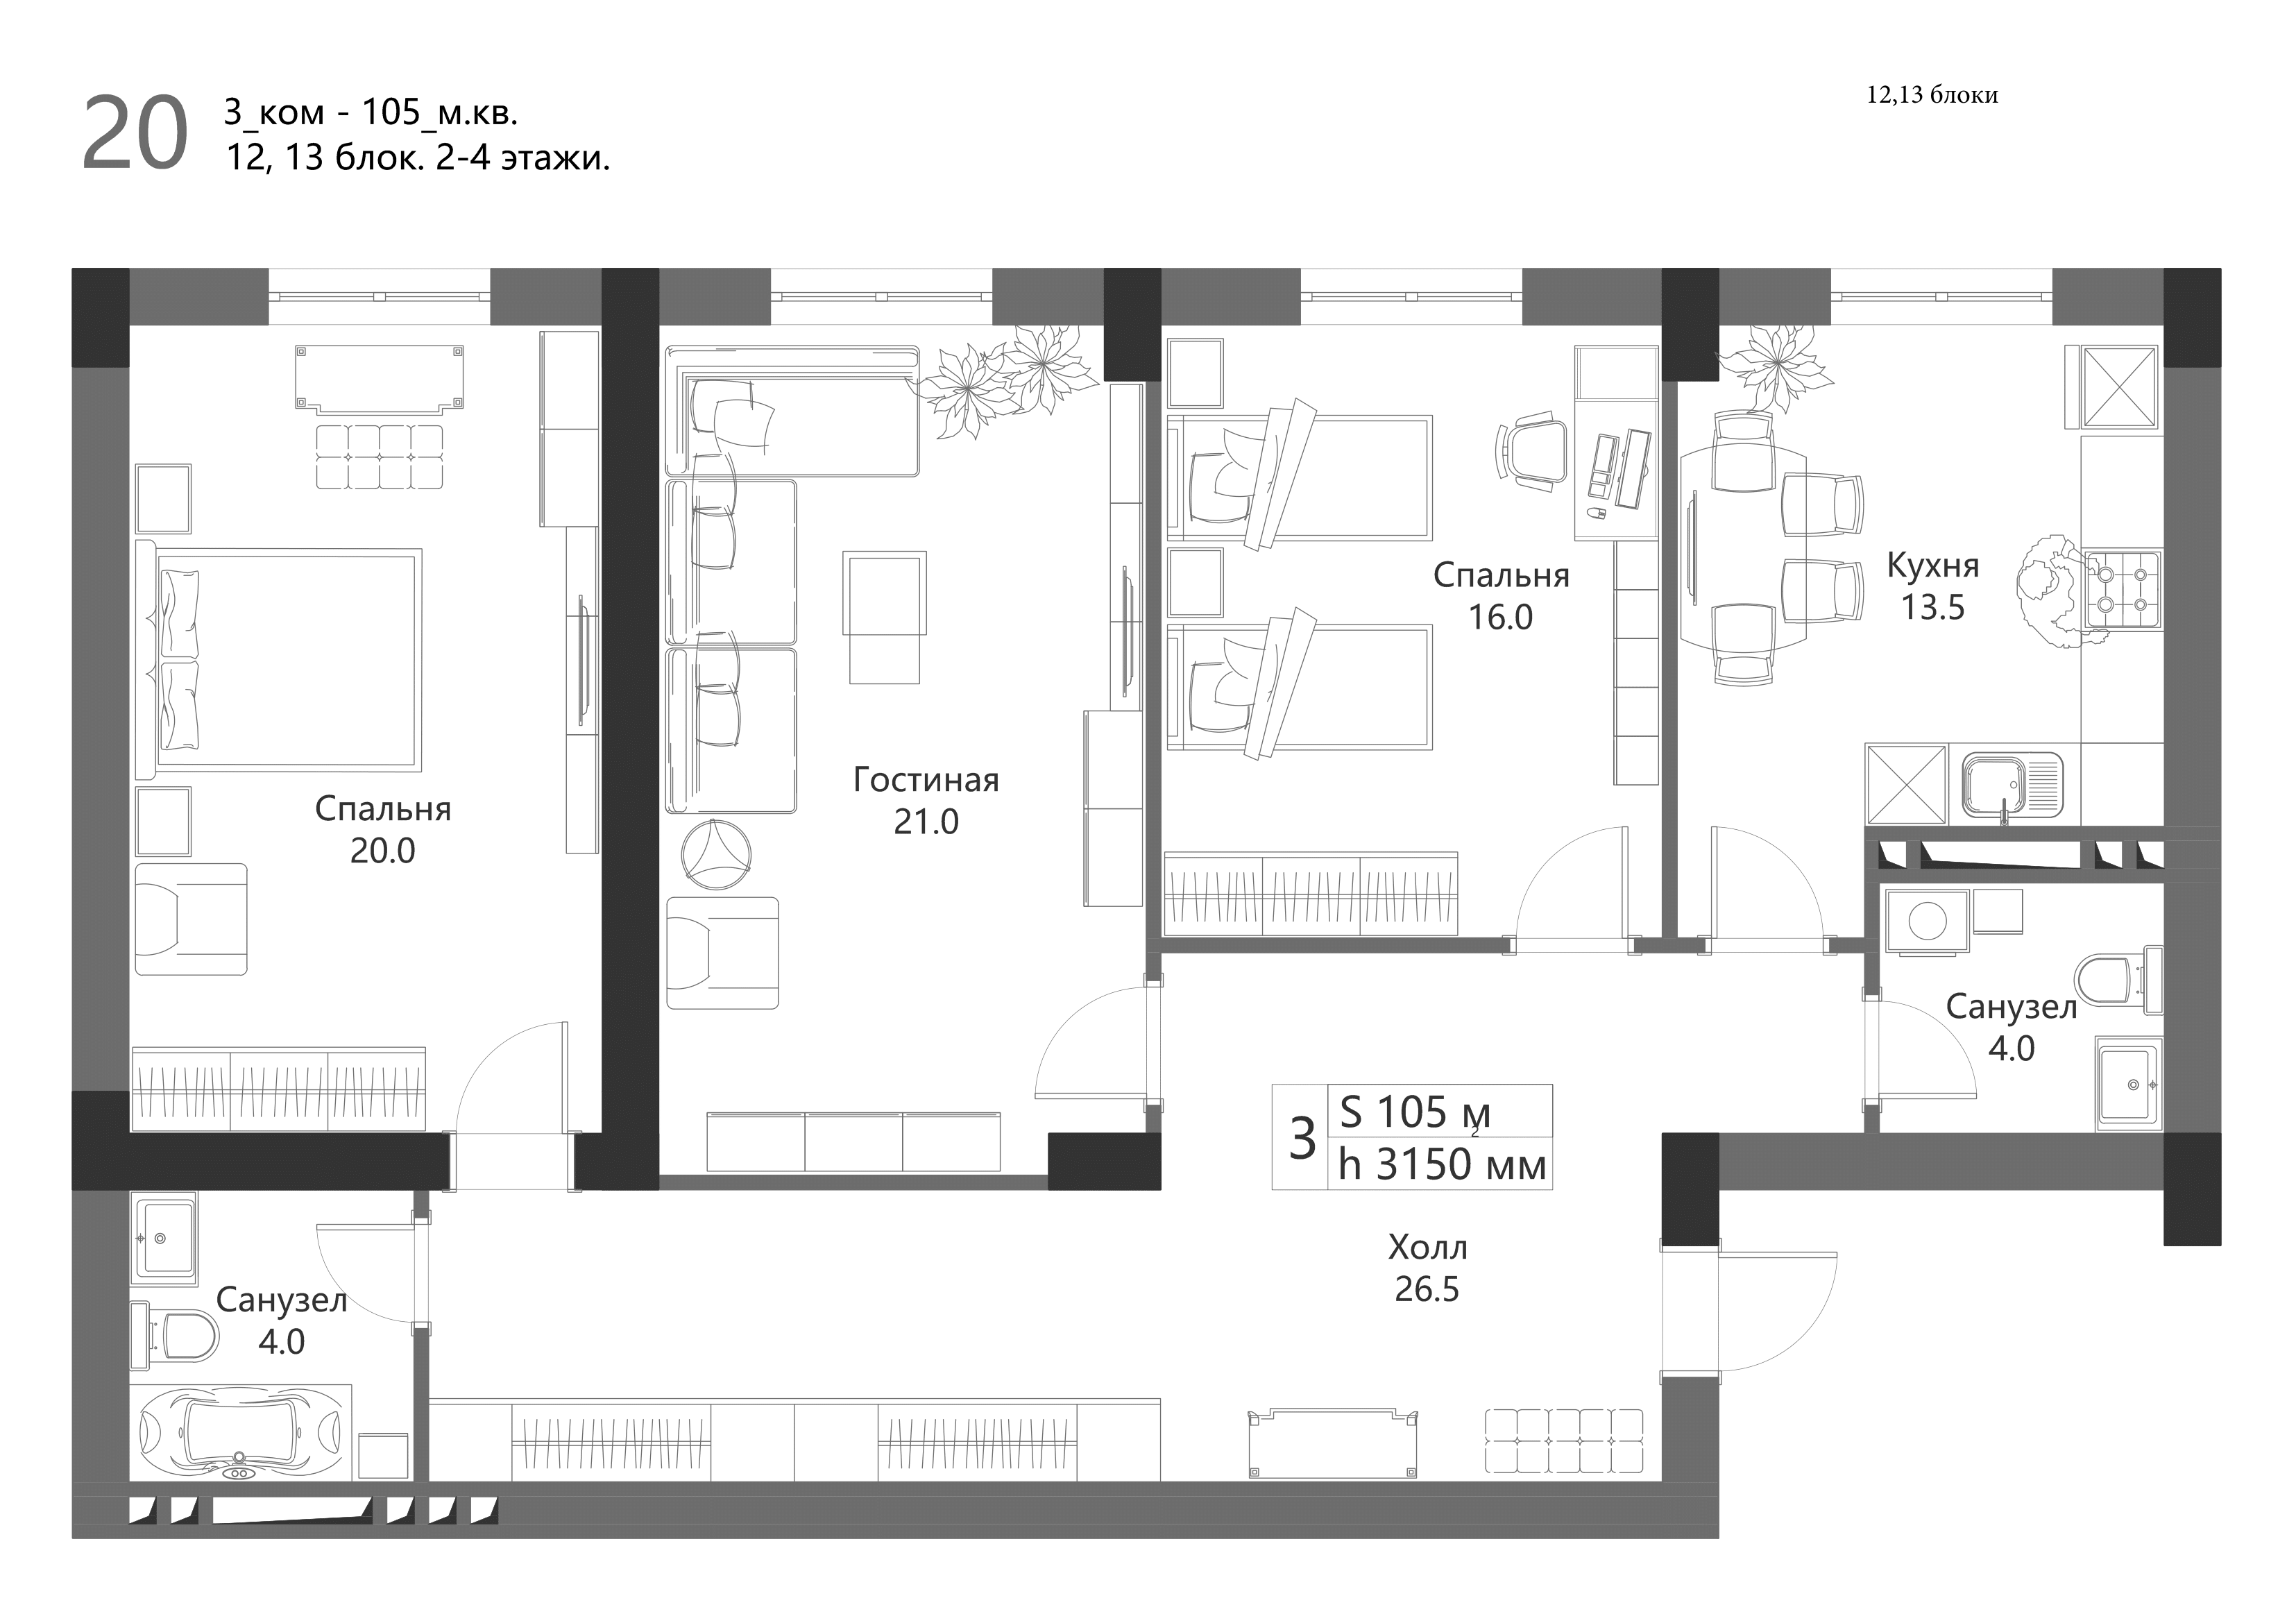 20
3_ком - 105_м.кв.
12, 13 блок. 2-4 этажи.
12,13 блоки
Спальня
20.0
Гостиная
21.0
Спальня
16.0
Кухня
13.5
Санузел
4.0
3
S 105 м
2
h 3150 мм
Холл
26.5
Санузел
4.0